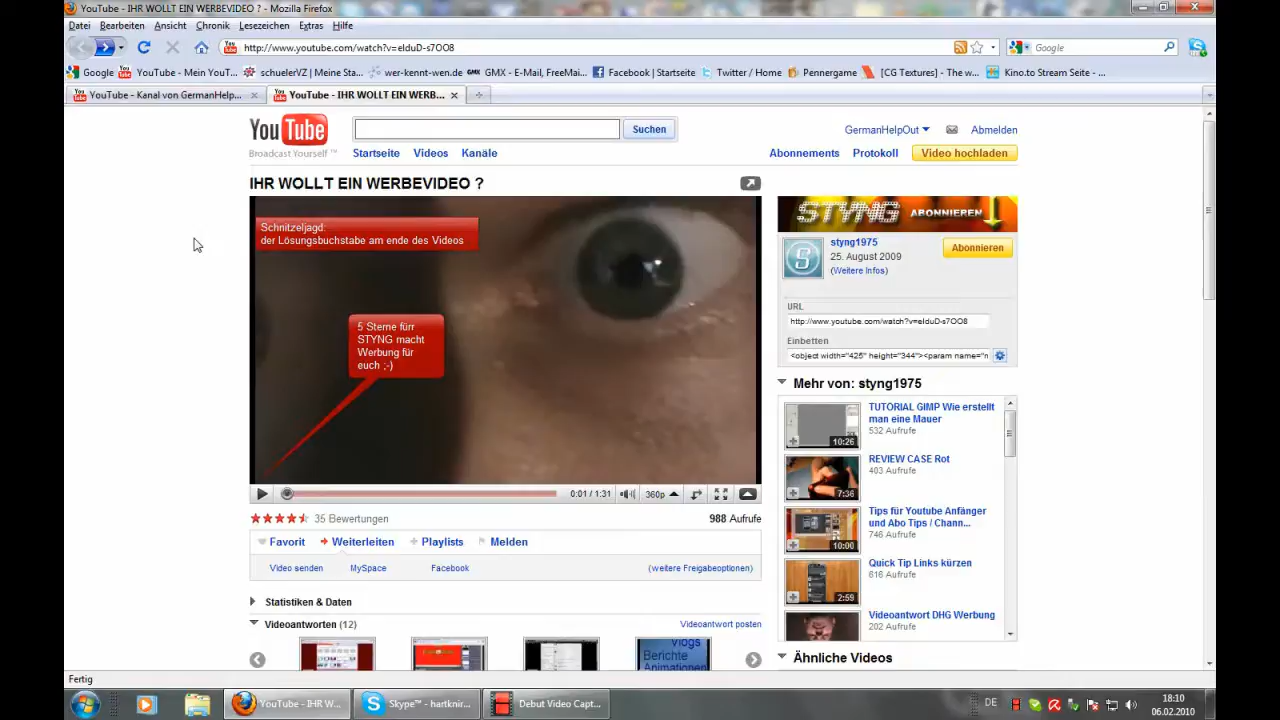 YouTube - IHR WOLLT EIN WERBEVIDEO ? - Mozilla Firefox
Datei Bearbeiten Ansicht Chronik Lesezeichen Extras Hilfe
http://www.youtube.com/watch?v=elduD-s7OO8
Google
Google YouTube - Mein YouT... schuelerVZ | Meine Sta... wer-kennt-wen.de GMX GMX - E-Mail, FreeMai... Facebook | Startseite Twitter / Home Pennergame [CG Textures] - The w... Kino.to Stream Seite - ...
YouTube - Kanal von GermanHelp... YouTube - IHR WOLLT EIN WERB...
YouTube
Broadcast Yourself™
Suchen
GermanHelpOut Abmelden
Startseite Videos Kanäle
Abonnements Protokoll Video hochladen
IHR WOLLT EIN WERBEVIDEO ?
Schnitzeljagd:
der Lösungsbuchstabe am ende des Videos
5 Sterne fürr
STYNG macht
Werbung für
euch ;-)
0:01 / 1:31 360p
35 Bewertungen 988 Aufrufe
Favorit Weiterleiten Playlists Melden
Video senden MySpace Facebook (weitere Freigabeoptionen)
Statistiken & Daten
Videoantworten (12) Videoantwort posten
Vlogs
Berichte
Animationen
STYNG ABONNIEREN
S
styng1975
25. August 2009
(Weitere Infos)
Abonnieren
URL
http://www.youtube.com/watch?v=elduD-s7OO8
Einbetten
<object width="425" height="344"><param name="n
Mehr von: styng1975
10:26
TUTORIAL GIMP Wie erstellt
man eine Mauer
532 Aufrufe
7:36
REVIEW CASE Rot
403 Aufrufe
10:00
Tips für Youtube Anfänger
und Abo Tips / Chann...
746 Aufrufe
2:59
Quick Tip Links kürzen
616 Aufrufe
Videoantwort DHG Werbung
202 Aufrufe
Ähnliche Videos
Fertig
YouTube - IHR W... Skype™ - hartknir... Debut Video Capt...
DE
18:10
06.02.2010